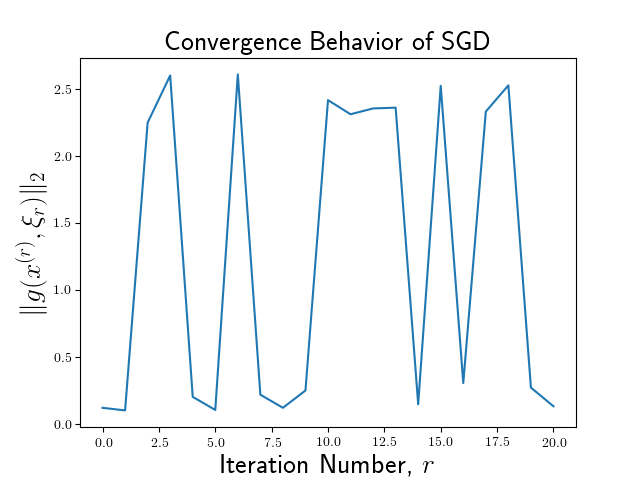 Convergence Behavior of SGD
||g(x^{(r)}, ξ_r)||_2
2.5
2.0
1.5
1.0
0.5
0.0
0.0 2.5 5.0 7.5 10.0 12.5 15.0 17.5 20.0
Iteration Number, r